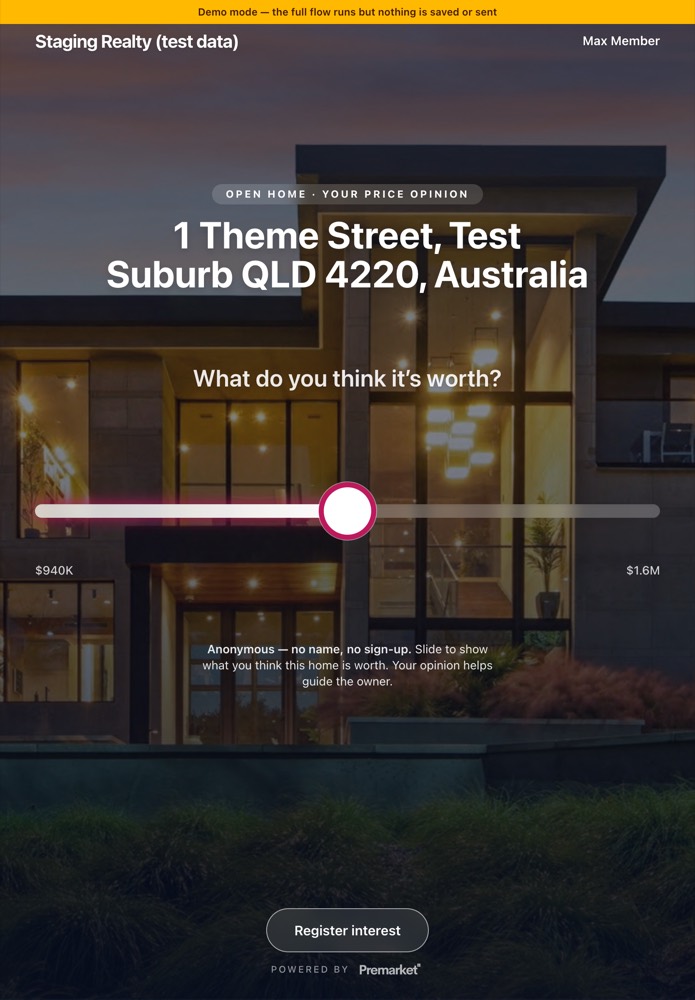 Demo mode — the full flow runs but nothing is saved or sent
Staging Realty (test data)
Max Member
OPEN HOME · YOUR PRICE OPINION
1 Theme Street, Test
Suburb QLD 4220, Australia
What do you think it’s worth?
$940K
$1.6M
Anonymous — no name, no sign-up. Slide to show
what you think this home is worth. Your opinion helps
guide the owner.
Register interest
POWERED BY Premarket